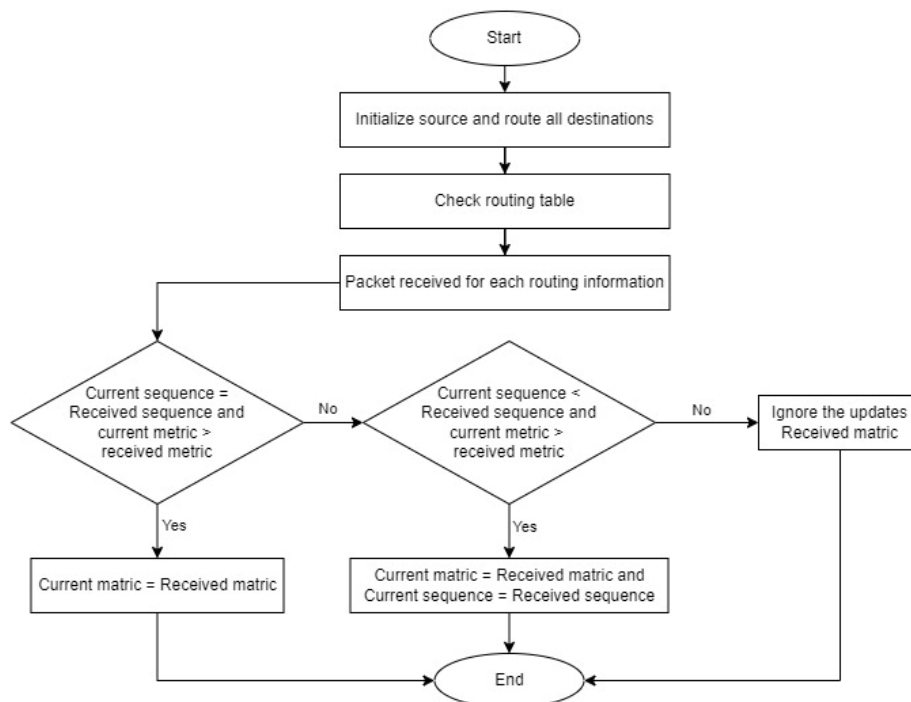 Start
Initialize source and route all destinations
Check routing table
Packet received for each routing information
Current sequence =
Received sequence and
current metric >
received metric
No
Current sequence <
Received sequence and
current metric >
received metric
No
Ignore the updates
Received matric
Yes
Yes
Current matric = Received matric
Current matric = Received matric and
Current sequence = Received sequence
End